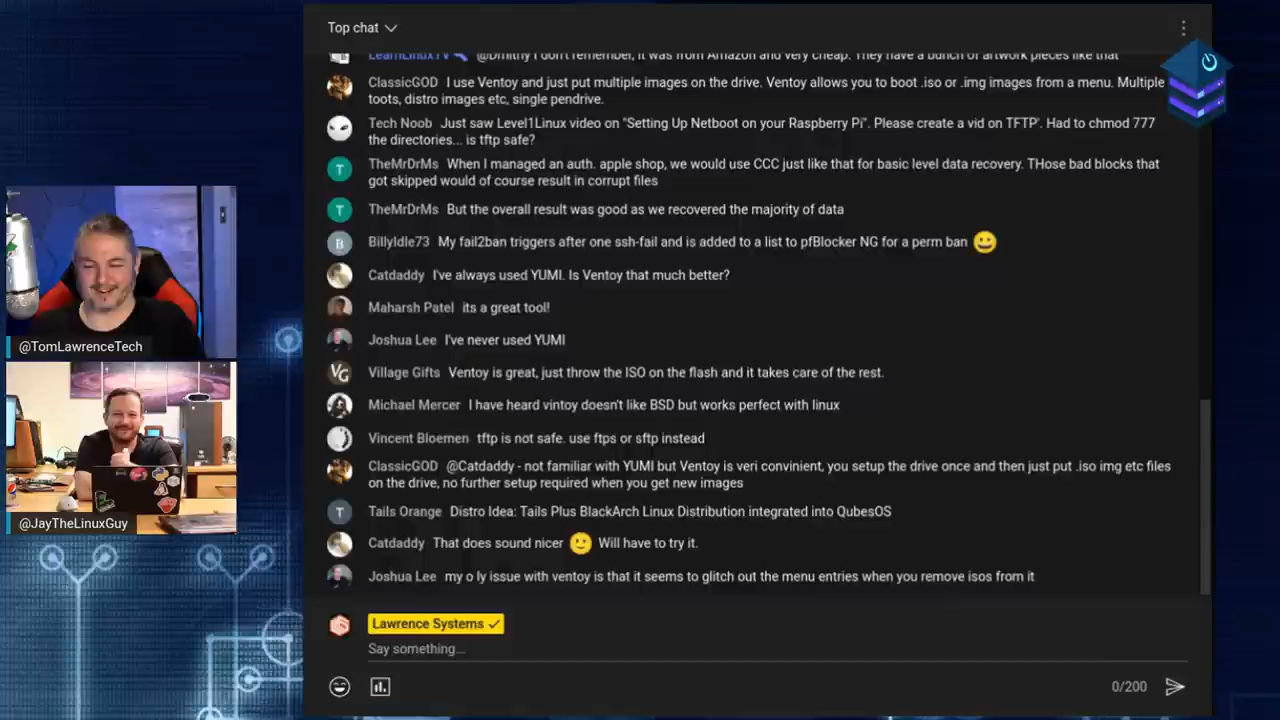 Top chat
LearnLinuxTV @Dmithy I don't remember, it was from Amazon and very cheap. They have a bunch of artwork pieces like that
ClassicGOD I use Ventoy and just put multiple images on the drive. Ventoy allows you to boot .iso or .img images from a menu. Multiple
toots, distro images etc, single pendrive.
Tech Noob Just saw Level1Linux video on "Setting Up Netboot on your Raspberry Pi". Please create a vid on TFTP'. Had to chmod 777
the directories... is tftp safe?
TheMrDrMs When I managed an auth. apple shop, we would use CCC just like that for basic level data recovery. THose bad blocks that
got skipped would of course result in corrupt files
TheMrDrMs But the overall result was good as we recovered the majority of data
BillyIdle73 My fail2ban triggers after one ssh-fail and is added to a list to pfBlocker NG for a perm ban 😀
Catdaddy I've always used YUMI. Is Ventoy that much better?
Maharsh Patel its a great tool!
Joshua Lee I've never used YUMI
Village Gifts Ventoy is great, just throw the ISO on the flash and it takes care of the rest.
Michael Mercer I have heard vintoy doesn't like BSD but works perfect with linux
Vincent Bloemen tftp is not safe. use ftps or sftp instead
ClassicGOD @Catdaddy - not familiar with YUMI but Ventoy is veri convinient, you setup the drive once and then just put .iso img etc files
on the drive, no further setup required when you get new images
Tails Orange Distro Idea: Tails Plus BlackArch Linux Distribution integrated into QubesOS
Catdaddy That does sound nicer 🙂 Will have to try it.
Joshua Lee my o ly issue with ventoy is that it seems to glitch out the menu entries when you remove isos from it
Lawrence Systems
Say something...
0/200
@TomLawrenceTech
@JayTheLinuxGuy